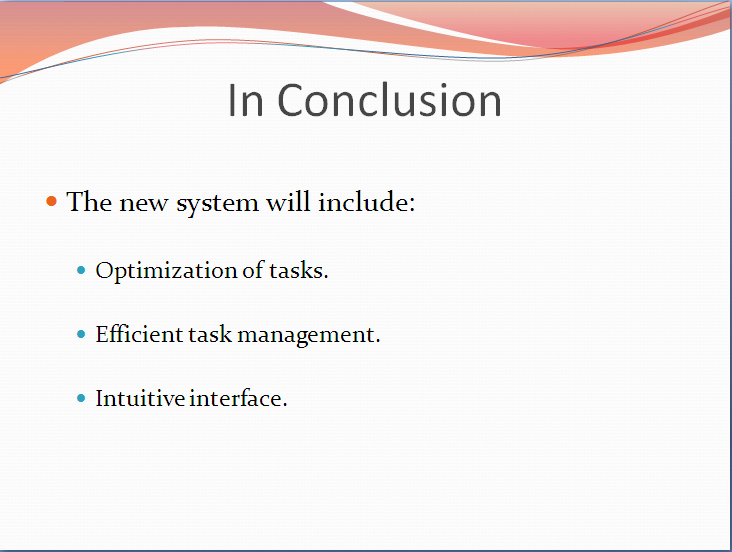 In Conclusion
The new system will include:
Optimization of tasks.
Efficient task management.
Intuitive interface.